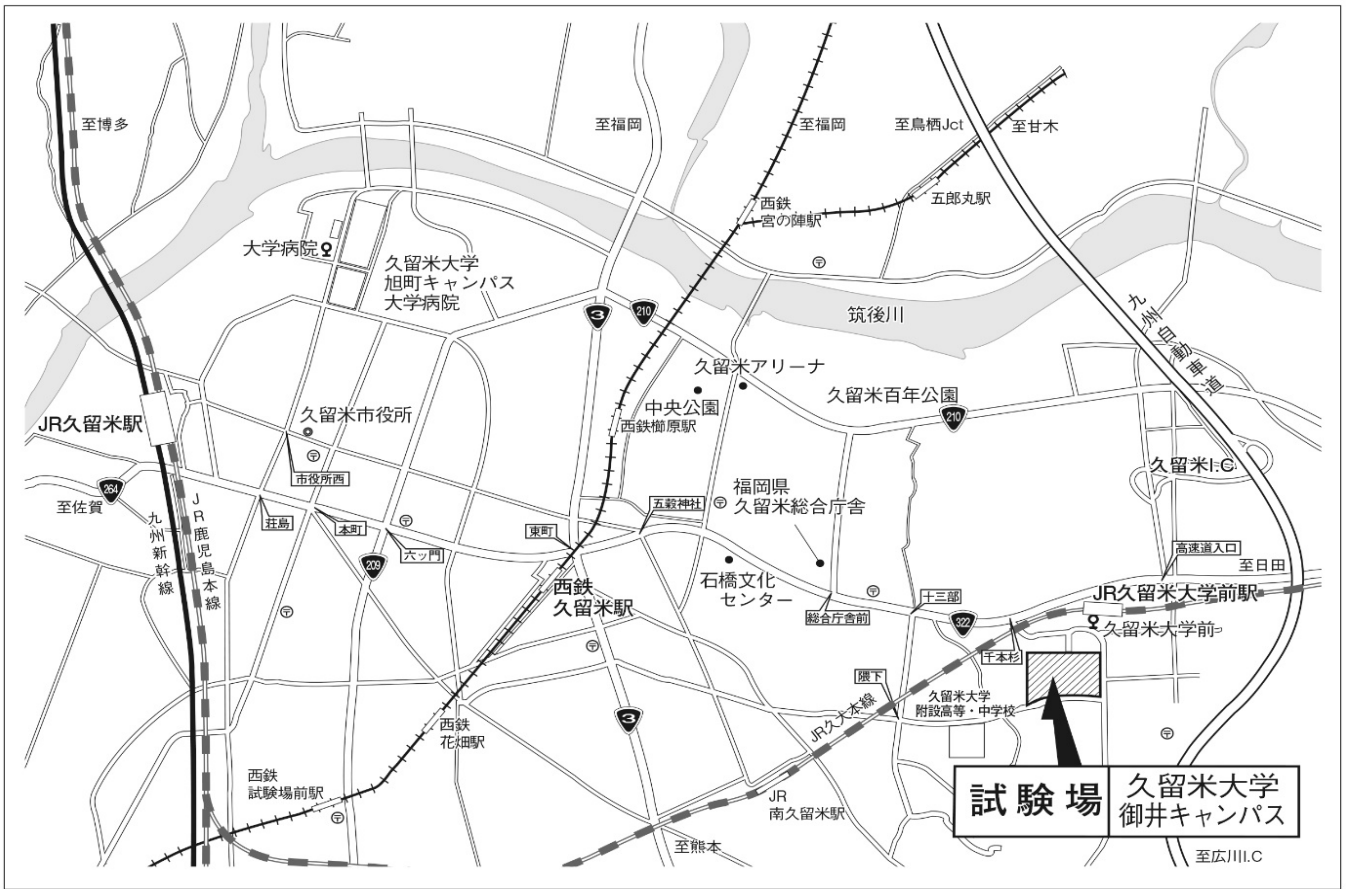 至博多
至福岡
至福岡
至鳥栖Jct
至甘木
西鉄
宮の陣駅
五郎丸駅
大学病院
久留米大学
旭町キャンパス
大学病院
3
210
筑後川
九州自動車道
久留米アリーナ
中央公園
久留米百年公園
210
西鉄櫛原駅
JR久留米駅
久留米市役所
市役所西
久留米I.C
264
至佐賀
九州新幹線
JR鹿児島本線
荘島
本町
六ッ門
209
東町
五穀神社
福岡県
久留米総合庁舎
西鉄
久留米駅
石橋文化
センター
総合庁舎前
十三部
322
高速道入口
至日田
JR久留米大学前駅
久留米大学前
千本杉
隈下
久留米大学
附設高等・中学校
JR久大本線
3
西鉄
花畑駅
西鉄
試験場前駅
JR
南久留米駅
至熊本
試験場
久留米大学
御井キャンパス
至広川I.C